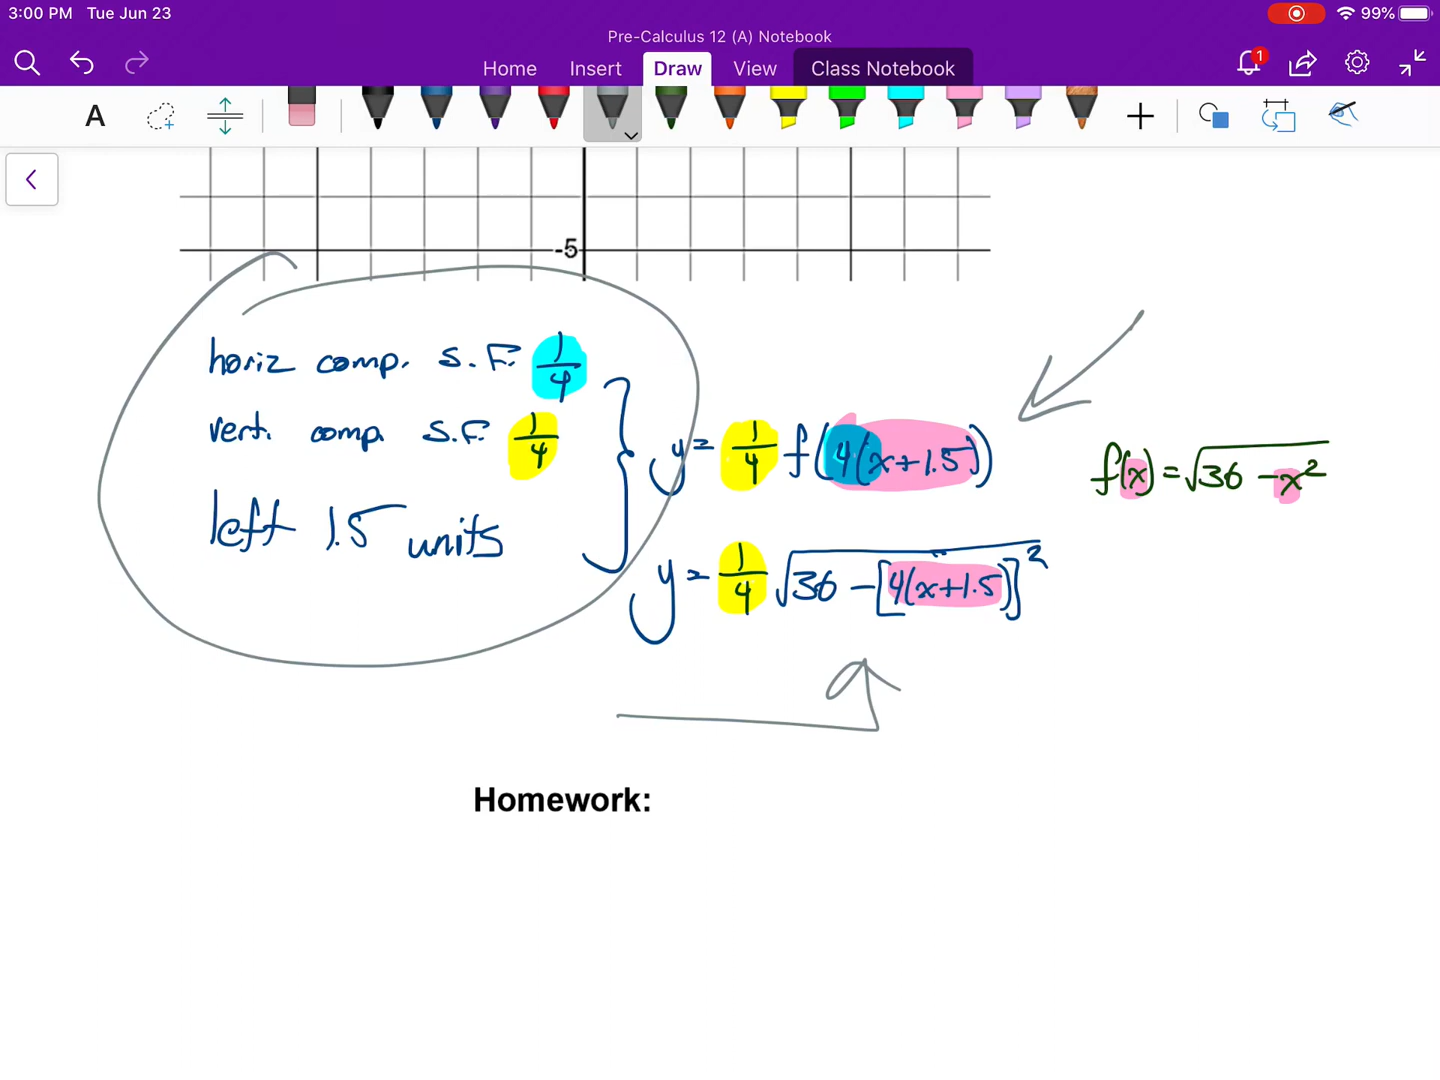 3:00 PM Tue Jun 23
99%
Pre-Calculus 12 (A) Notebook
Home Insert Draw View Class Notebook
1
A
-5
horiz comp. S.F. 1/4
vert. comp. S.F. 1/4
left 1.5 units
y = 1/4 f(4(x+1.5))
f(x) = √36 - x²
y = 1/4 √36 - [4(x+1.5)]²
Homework: